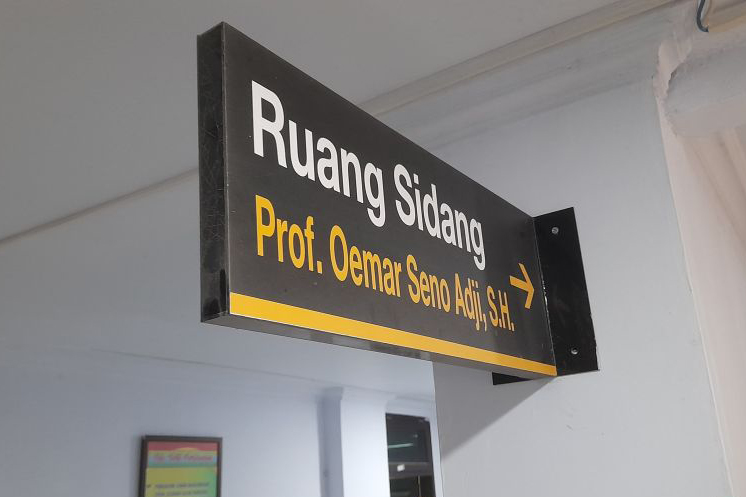 Ruang Sidang
Prof. Oemar Seno Adji, S.H.